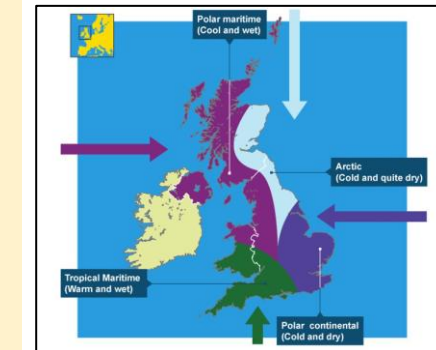 Polar maritime
(Cool and wet)
Arctic
(Cold and quite dry)
Tropical Maritime
(Warm and wet)
Polar continental
(Cold and dry)